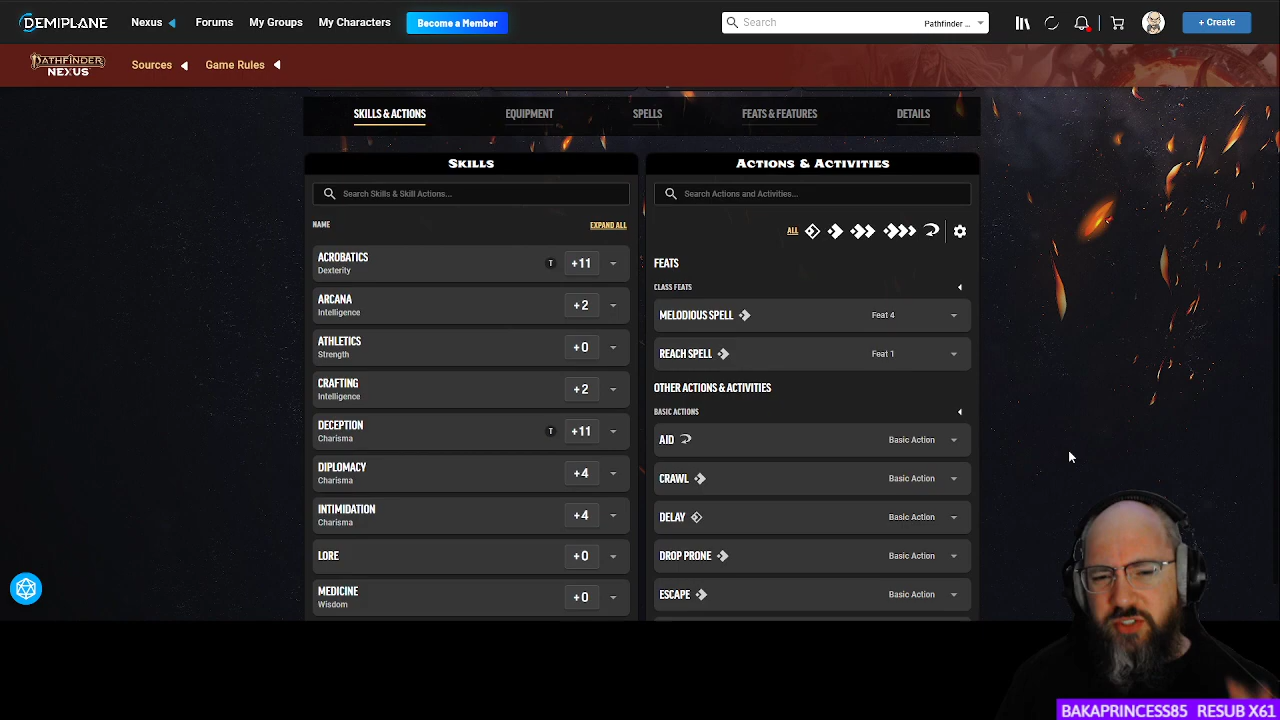 DEMIPLANE
Nexus
Forums
My Groups
My Characters
Become a Member
Search
Pathfinder ...
+ Create
PATHFINDER
NEXUS
Sources
Game Rules
SKILLS & ACTIONS
EQUIPMENT
SPELLS
FEATS & FEATURES
DETAILS
SKILLS
Search Skills & Skill Actions...
NAME
EXPAND ALL
ACROBATICS
Dexterity
T
+11
ARCANA
Intelligence
+2
ATHLETICS
Strength
+0
CRAFTING
Intelligence
+2
DECEPTION
Charisma
T
+11
DIPLOMACY
Charisma
+4
INTIMIDATION
Charisma
+4
LORE
+0
MEDICINE
Wisdom
+0
ACTIONS & ACTIVITIES
Search Actions and Activities...
ALL
FEATS
CLASS FEATS
MELODIOUS SPELL
Feat 4
REACH SPELL
Feat 1
OTHER ACTIONS & ACTIVITIES
BASIC ACTIONS
AID
Basic Action
CRAWL
Basic Action
DELAY
Basic Action
DROP PRONE
Basic Action
ESCAPE
Basic Action
BAKAPRINCESS85 RESUB X61